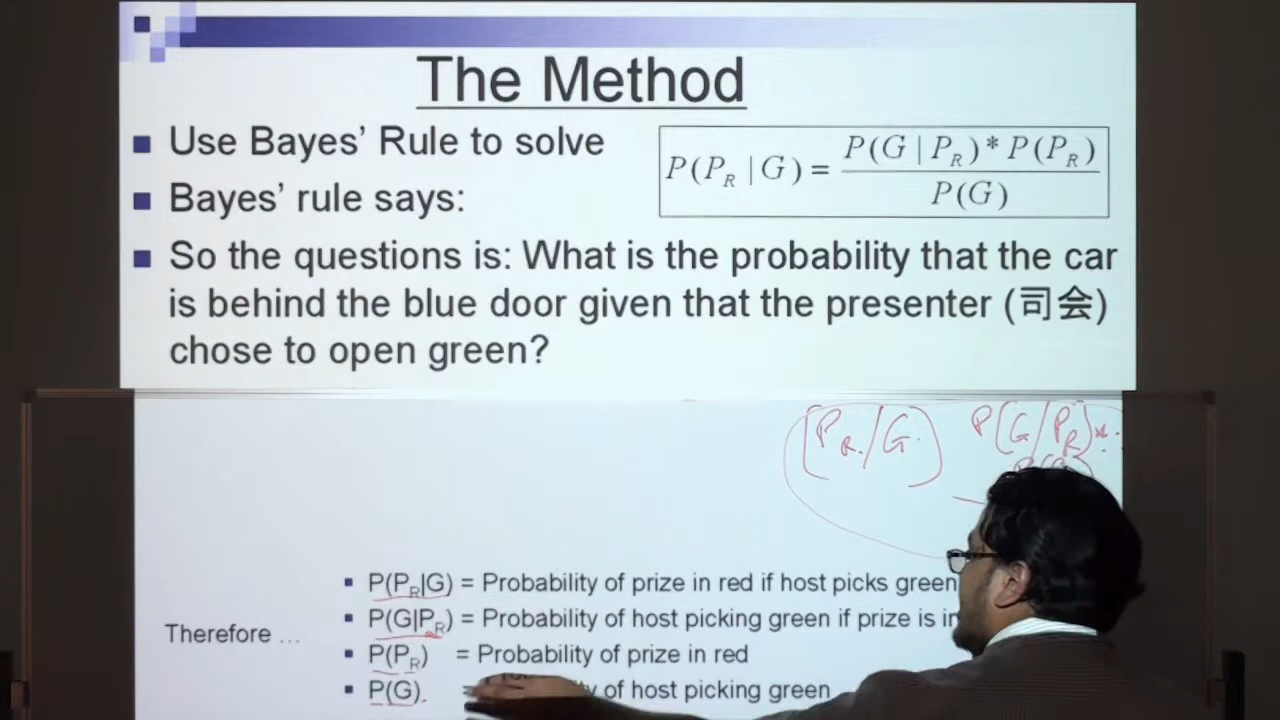 The Method
Use Bayes' Rule to solve
P(P_R | G) = P(G | P_R) * P(P_R) / P(G)
Bayes' rule says:
So the questions is: What is the probability that the car
is behind the blue door given that the presenter (司会)
chose to open green?
(P_R./G.) P(G/P_R)*
P(P_R|G) = Probability of prize in red if host picks green
P(G|P_R) = Probability of host picking green if prize is in
Therefore ...
P(P_R) = Probability of prize in red
P(G). of host picking green